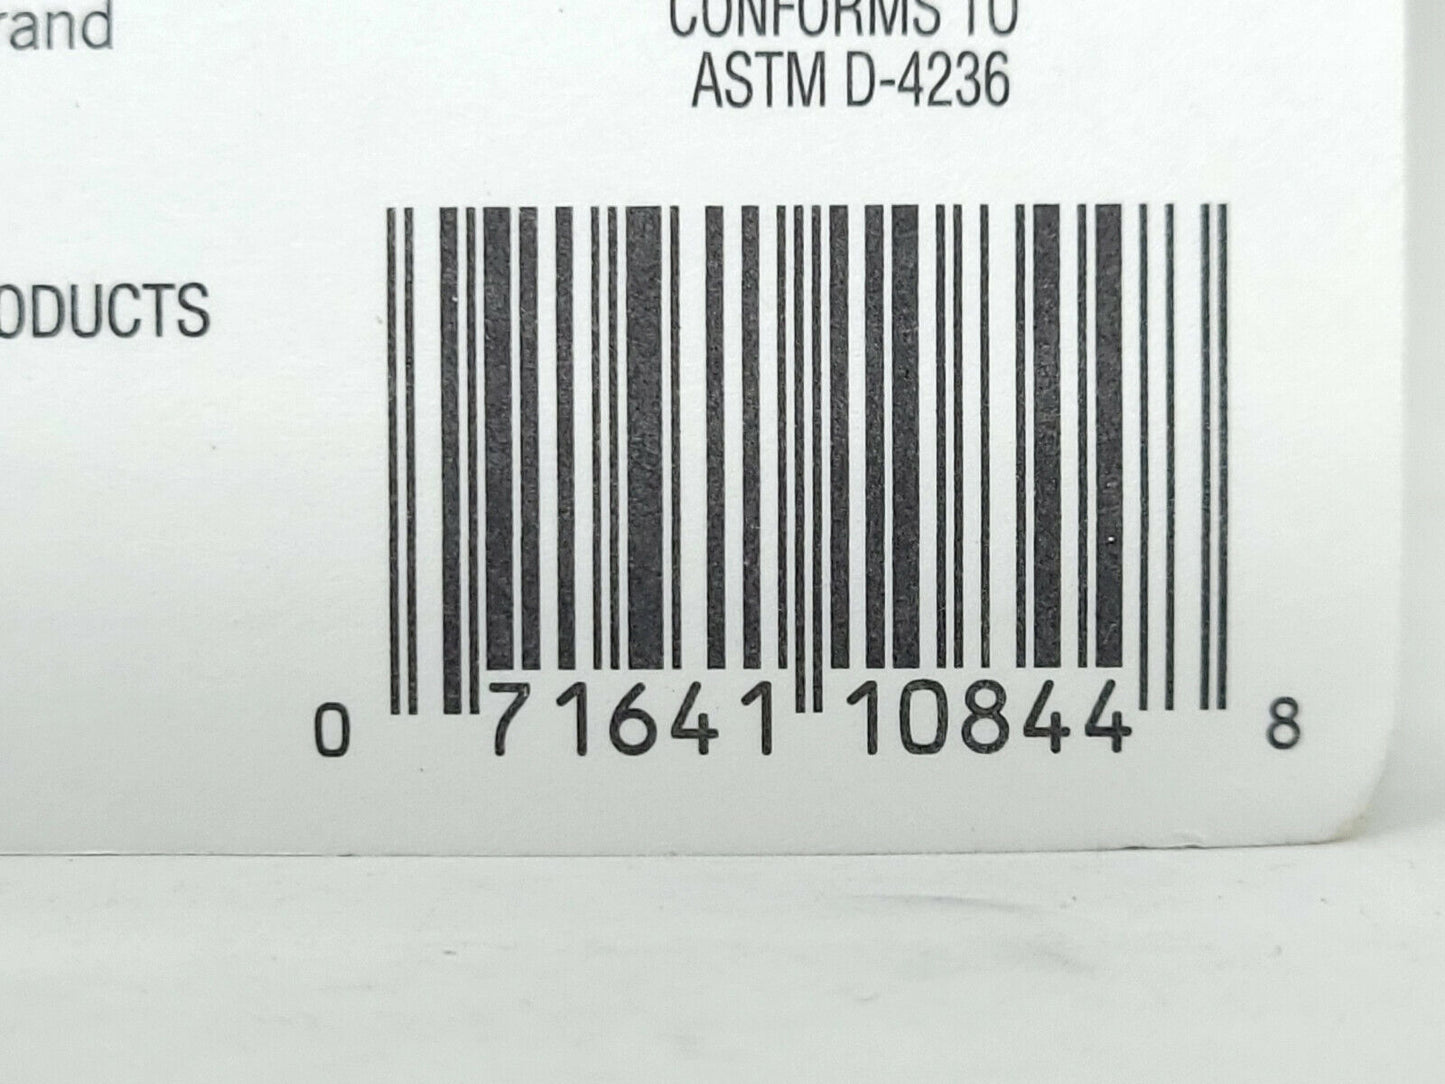 rand
CONFORMS TO
ASTM D-4236
ODUCTS
0 71641 10844 8